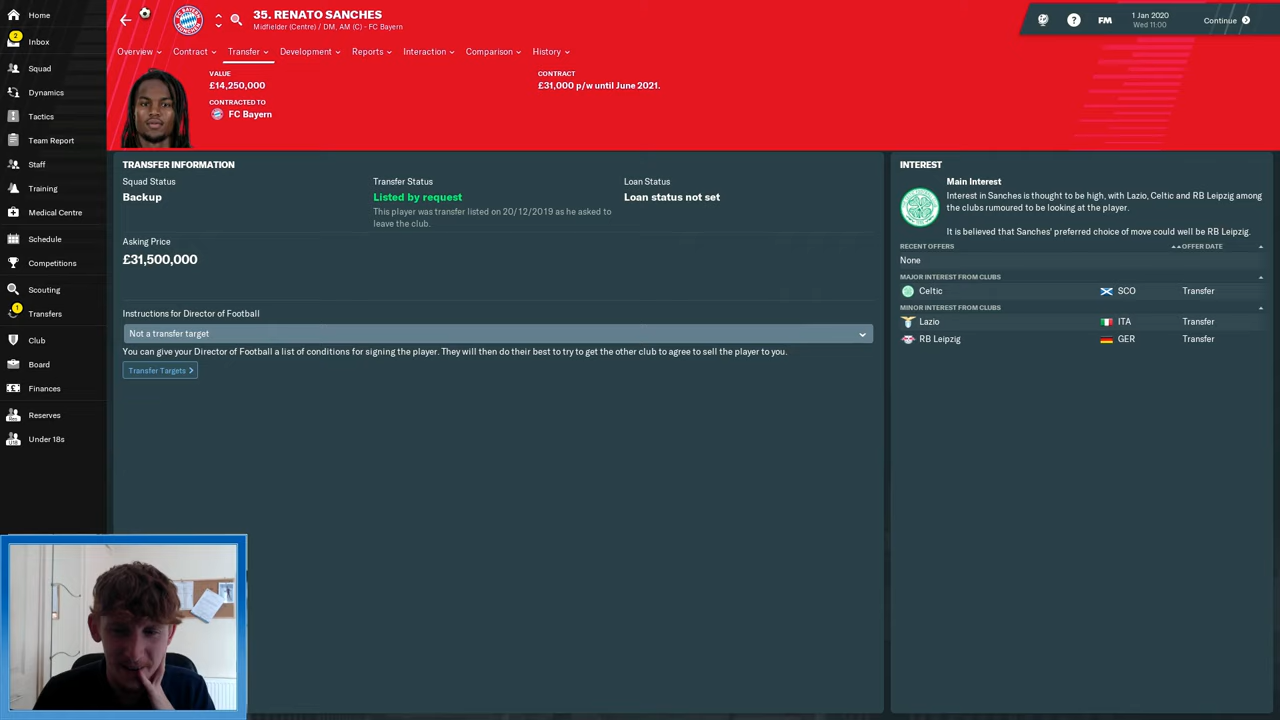 35. RENATO SANCHES
Midfielder (Centre) / DM, AM (C) - FC Bayern
FM
1 Jan 2020
Wed 11:00
Continue
Overview
Contract
Transfer
Development
Reports
Interaction
Comparison
History
2
Home
Inbox
Squad
Dynamics
Tactics
Team Report
Staff
Training
Medical Centre
Schedule
Competitions
Scouting
1
Transfers
Club
Board
Finances
Reserves
Under 18s
VALUE
£14,250,000
CONTRACTED TO
FC Bayern
CONTRACT
£31,000 p/w until June 2021.
TRANSFER INFORMATION
Squad Status
Backup
Transfer Status
Listed by request
This player was transfer listed on 20/12/2019 as he asked to
leave the club.
Loan Status
Loan status not set
Asking Price
£31,500,000
Instructions for Director of Football
Not a transfer target
You can give your Director of Football a list of conditions for signing the player. They will then do their best to try to get the other club to agree to sell the player to you.
Transfer Targets
INTEREST
Main Interest
Interest in Sanches is thought to be high, with Lazio, Celtic and RB Leipzig among
the clubs rumoured to be looking at the player.
It is believed that Sanches' preferred choice of move could well be RB Leipzig.
RECENT OFFERS OFFER DATE
None
MAJOR INTEREST FROM CLUBS
Celtic SCO Transfer
MINOR INTEREST FROM CLUBS
Lazio ITA Transfer
RB Leipzig GER Transfer